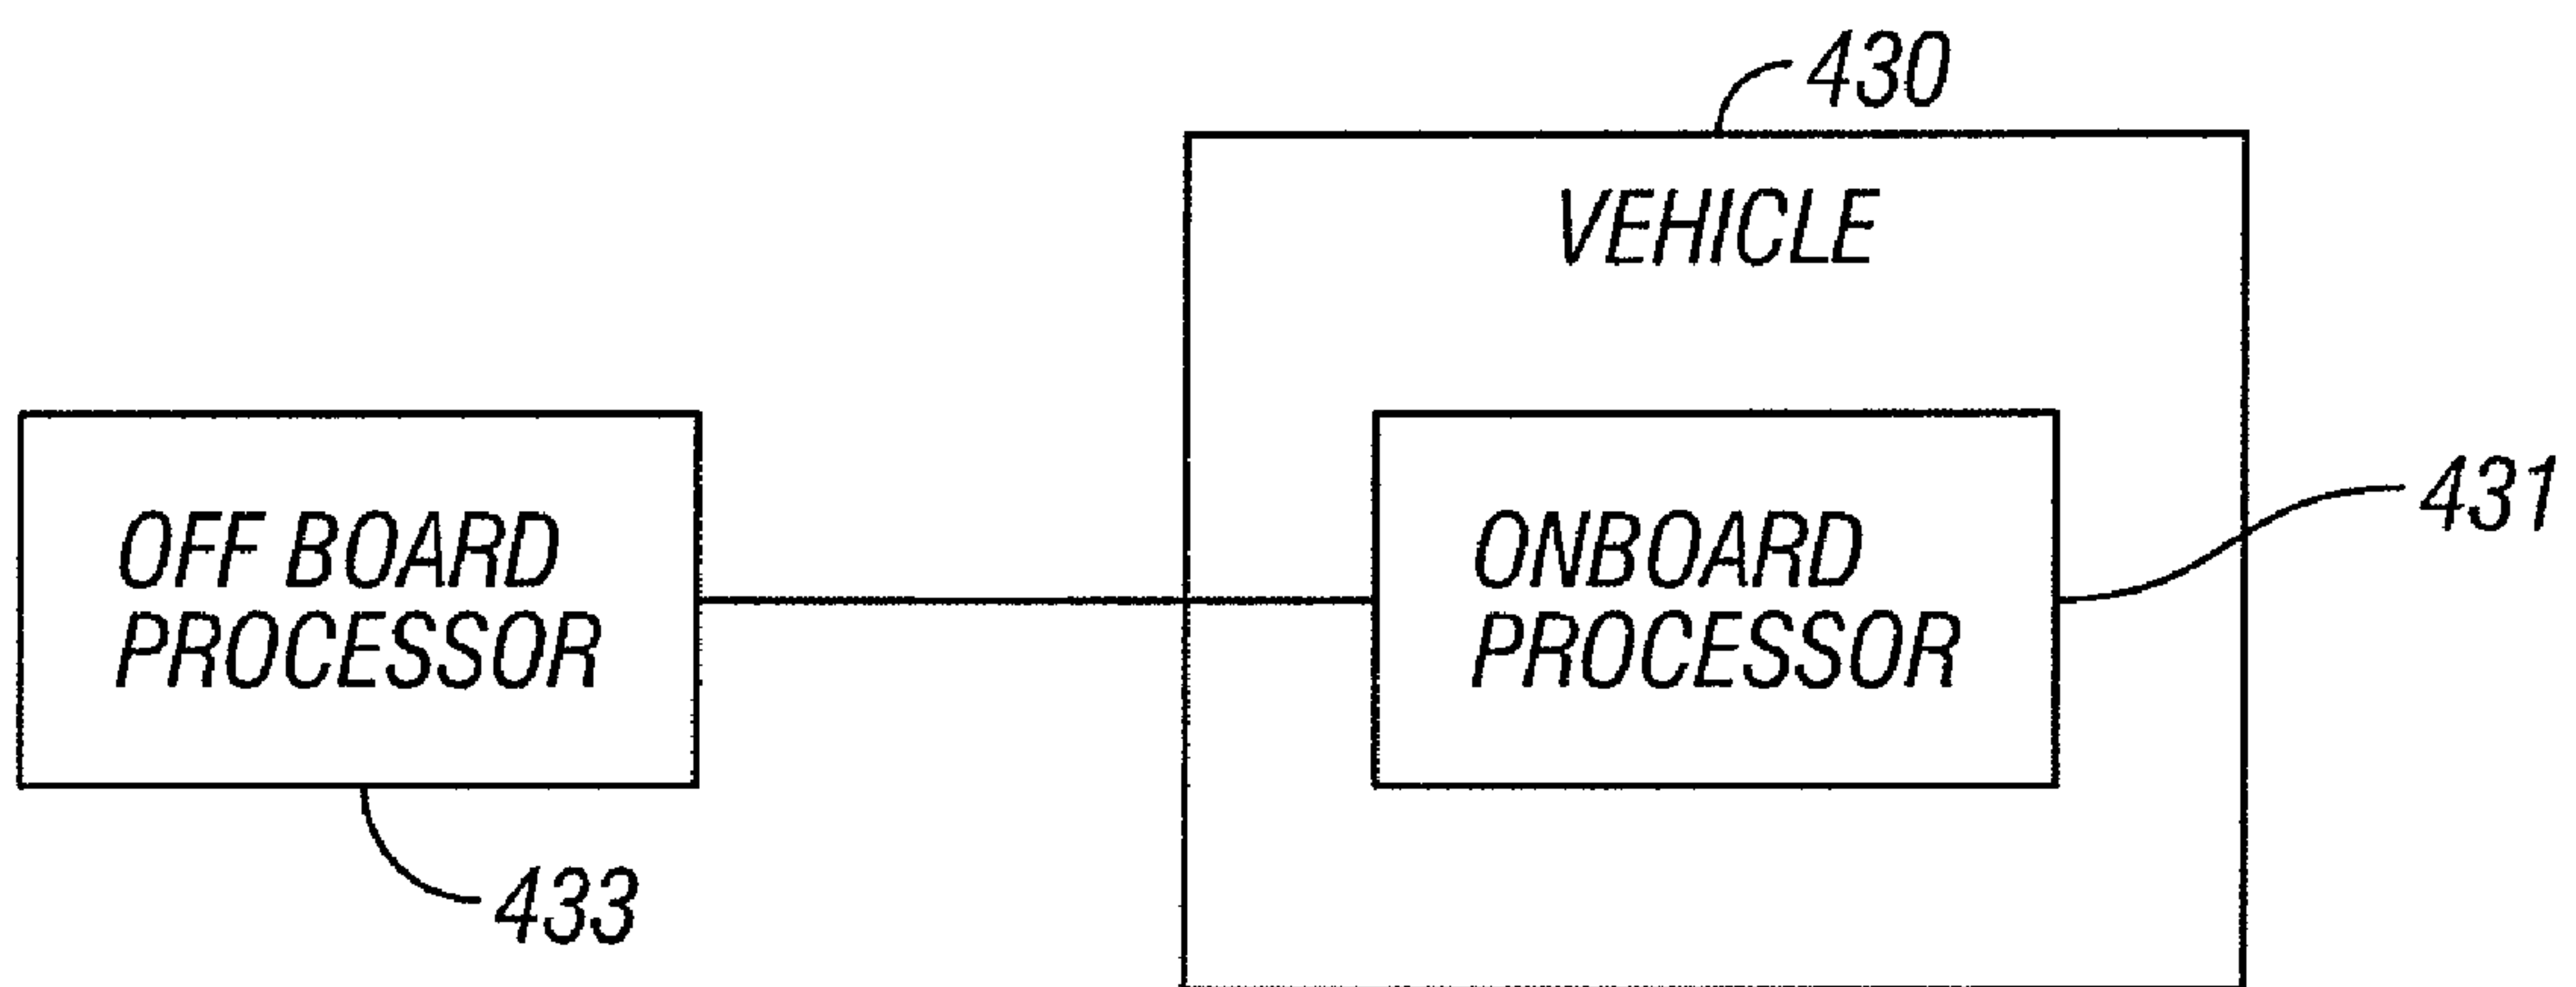 430
VEHICLE
OFF BOARD
PROCESSOR
ONBOARD
PROCESSOR
431
433